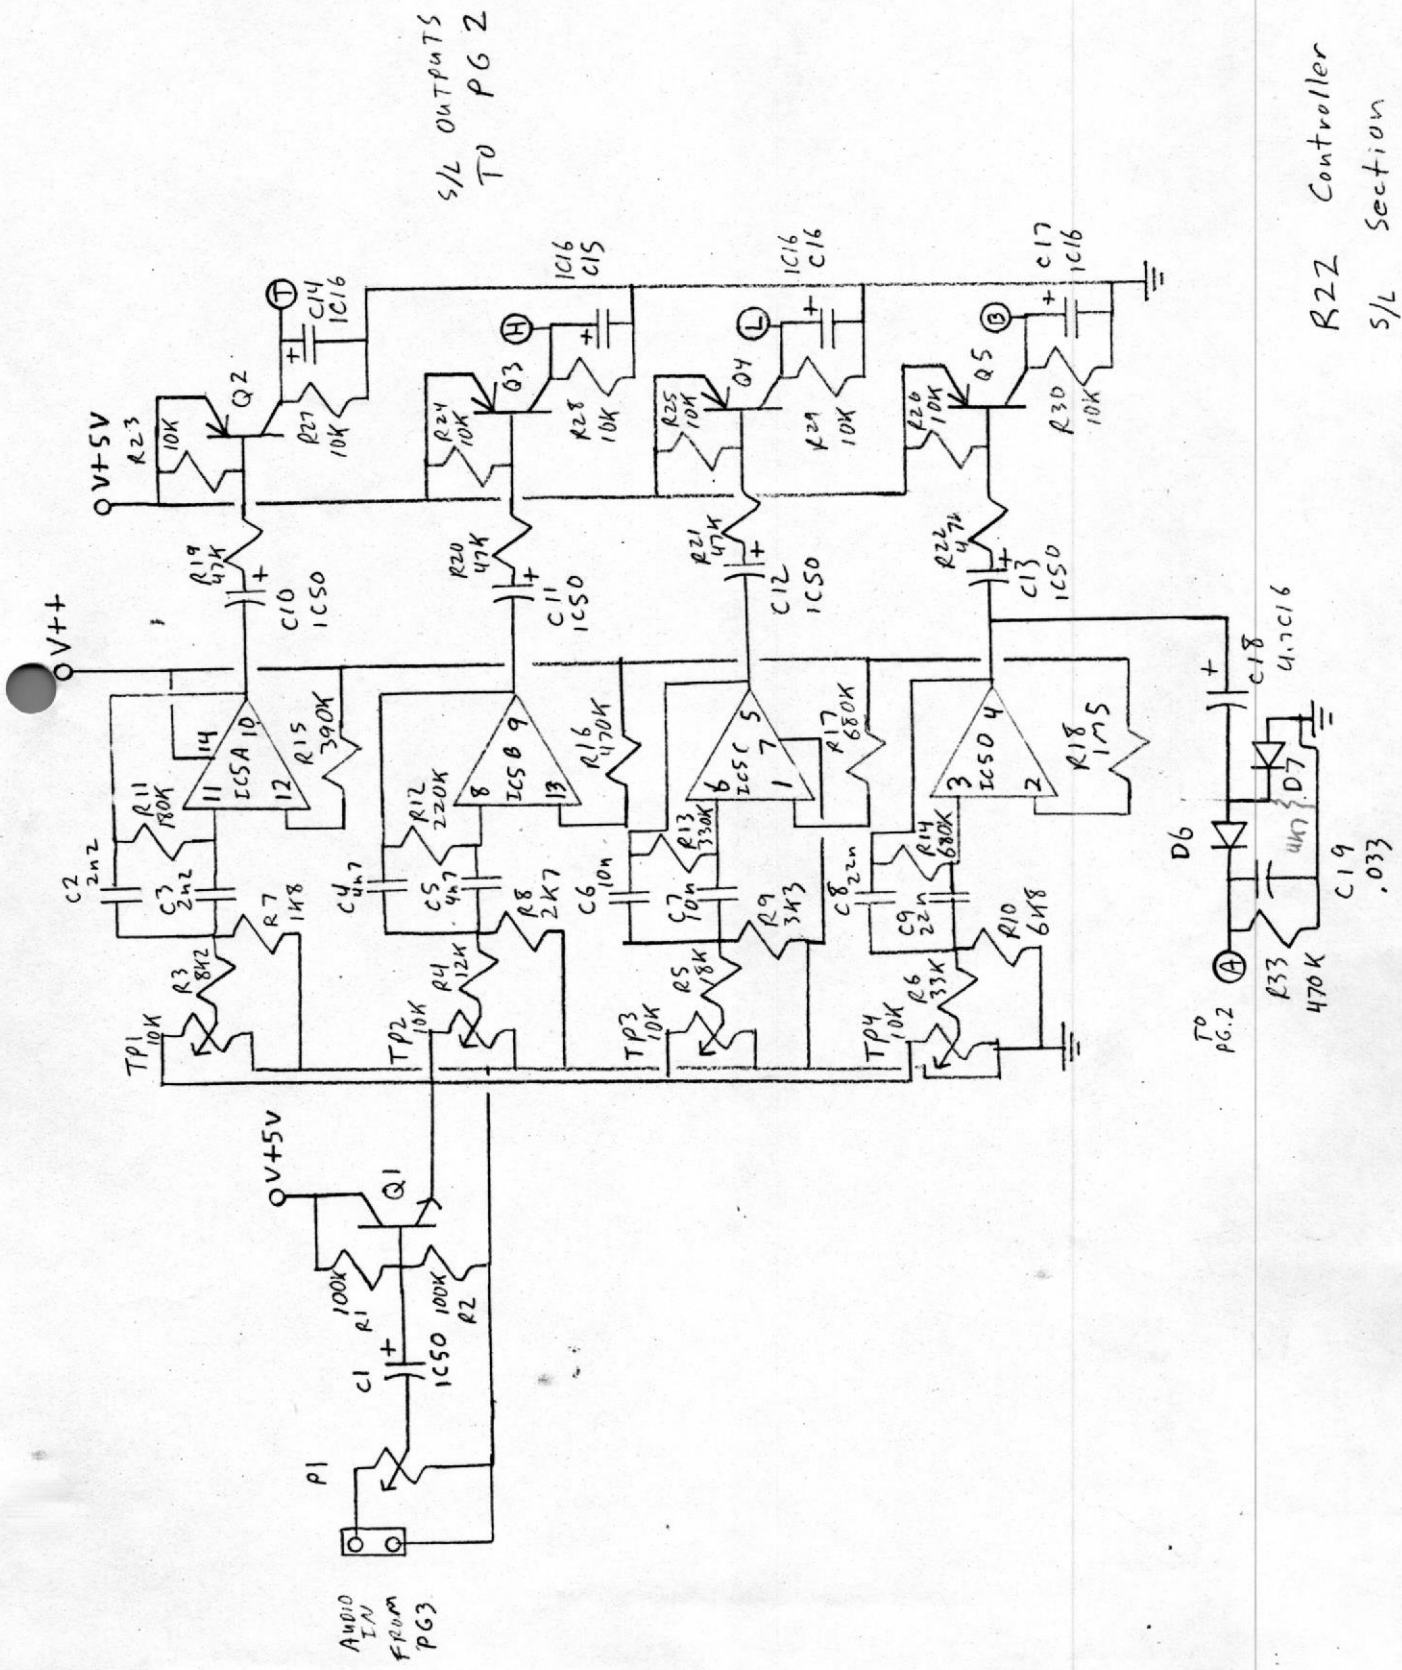 S/L OUTPUTS
TO PG 2
V++
V+5V
R23
10K
Q2
T
C14
1C16
R27
10K
R19
47K
C10
1C50
C2
2n2
R11
180K
C3
2n2
11
14
IC5A
10
12
R15
390K
R3
8K2
R7
1K8
TP1
10K
R24
10K
Q3
H
1C16
C15
R28
10K
R20
47K
C11
1C50
C4
4n7
R12
220K
C5
4n7
8
IC5B
9
13
R16
470K
R4
12K
R8
2K7
TP2
10K
R25
10K
Q4
L
1C16
C16
R29
10K
R21
47K
C12
1C50
C6
10n
R13
330K
C7
10n
6
IC5C
5
7
1
R17
680K
R5
18K
R9
3K3
TP3
10K
R26
10K
Q5
B
C17
1C16
R30
10K
R22
47K
C13
1C50
C8
22n
R14
680K
C9
22n
3
IC5D
4
2
R18
1M5
R6
33K
R10
6K8
TP4
10K
V+5V
Q1
100K
R1
100K
R2
C1
1C50
P1
AUDIO
IN
FROM
PG3
C18
4.7C16
D6
D7
4K7
C19
.033
A
R33
470K
TO
PG.2
R22 Controller
S/L Section